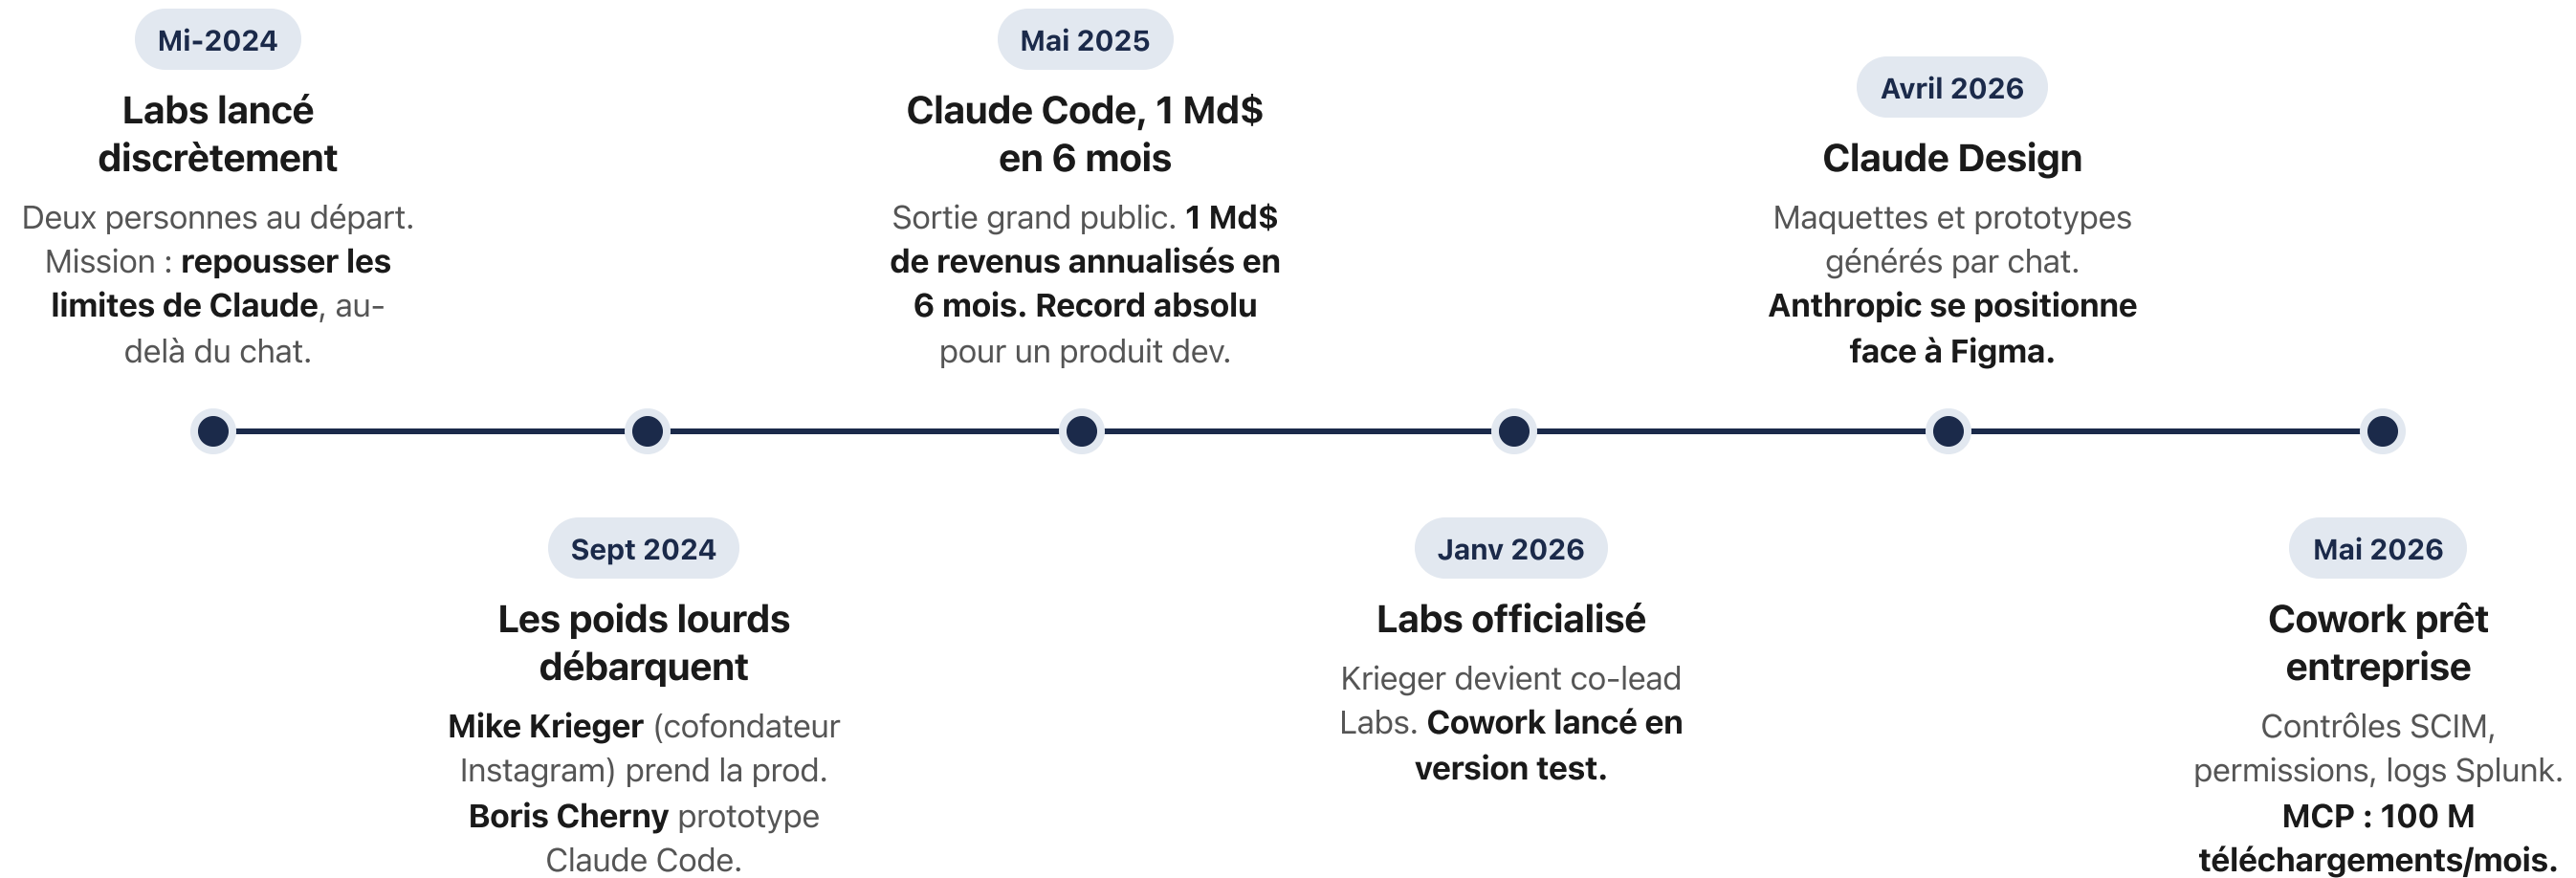 Mi-2024
Labs lancé
discrètement
Deux personnes au départ.
Mission : repousser les
limites de Claude, au-
delà du chat.
Sept 2024
Les poids lourds
débarquent
Mike Krieger (cofondateur
Instagram) prend la prod.
Boris Cherny prototype
Claude Code.
Mai 2025
Claude Code, 1 Md$
en 6 mois
Sortie grand public. 1 Md$
de revenus annualisés en
6 mois. Record absolu
pour un produit dev.
Janv 2026
Labs officialisé
Krieger devient co-lead
Labs. Cowork lancé en
version test.
Avril 2026
Claude Design
Maquettes et prototypes
générés par chat.
Anthropic se positionne
face à Figma.
Mai 2026
Cowork prêt
entreprise
Contrôles SCIM,
permissions, logs Splunk.
MCP : 100 M
téléchargements/mois.